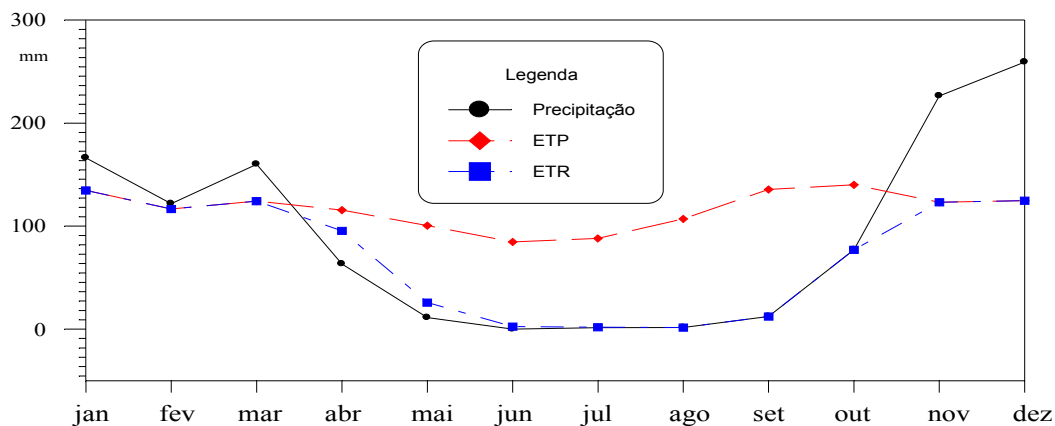 300
mm
200
100
0
Legenda
Precipitação
ETP
ETR
jan fev mar abr mai jun jul ago set out nov dez